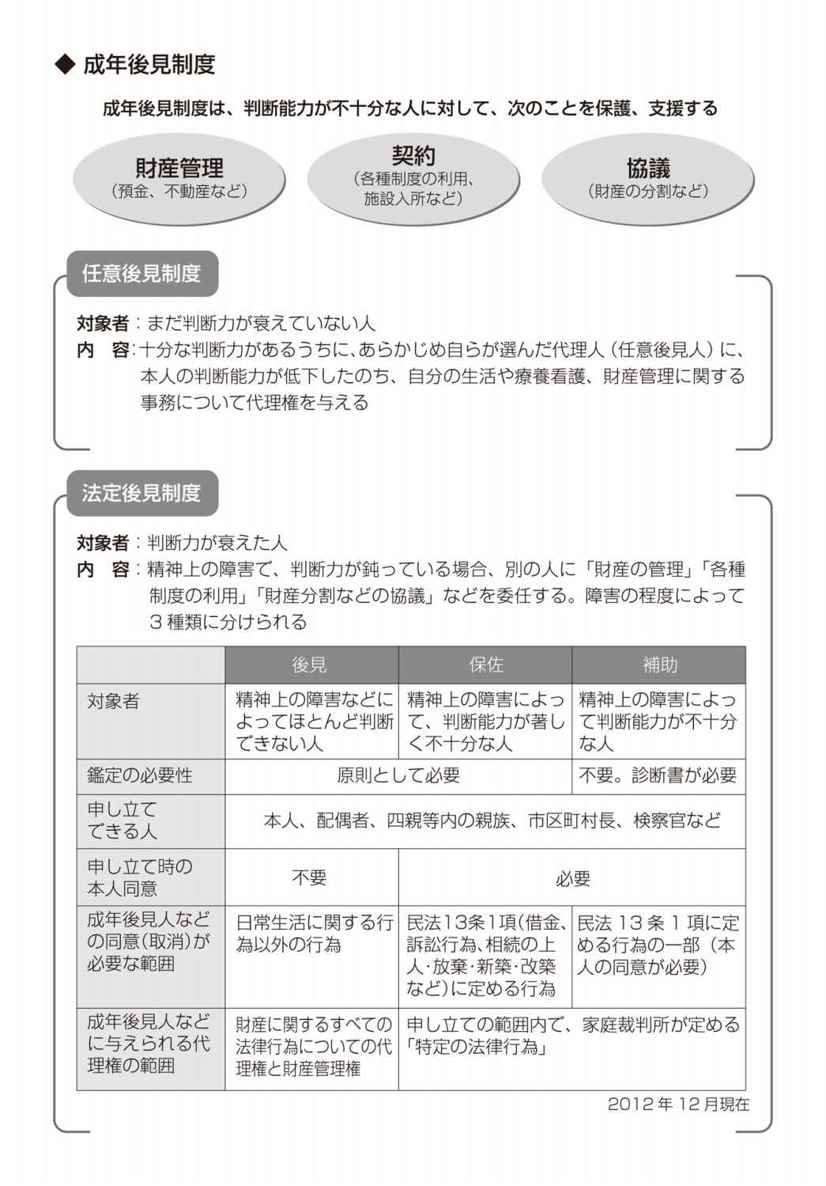 ◆ 成年後見制度
成年後見制度は、判断能力が不十分な人に対して、次のことを保護、支援する
財産管理
（預金、不動産など）
契約
（各種制度の利用、
施設入所など）
協議
（財産の分割など）
任意後見制度
対象者：まだ判断力が衰えていない人
内　容：十分な判断力があるうちに、あらかじめ自らが選んだ代理人（任意後見人）に、
本人の判断能力が低下したのち、自分の生活や療養看護、財産管理に関する
事務について代理権を与える
法定後見制度
対象者：判断力が衰えた人
内　容：精神上の障害で、判断力が鈍っている場合、別の人に「財産の管理」「各種
制度の利用」「財産分割などの協議」などを委任する。障害の程度によって
3種類に分けられる
後見
保佐
補助
対象者
精神上の障害などに
よってほとんど判断
できない人
精神上の障害によっ
て、判断能力が著し
く不十分な人
精神上の障害によっ
て判断能力が不十分
な人
鑑定の必要性
原則として必要
不要。診断書が必要
申し立て
できる人
本人、配偶者、四親等内の親族、市区町村長、検察官など
申し立て時の
本人同意
不要
必要
成年後見人など
の同意（取消）が
必要な範囲
日常生活に関する行
為以外の行為
民法13条1項（借金、
訴訟行為、相続の上
人・放棄・新築・改築
など）に定める行為
民法 13 条 1 項に定
める行為の一部（本
人の同意が必要）
成年後見人など
に与えられる代
理権の範囲
財産に関するすべての
法律行為についての代
理権と財産管理権
申し立ての範囲内で、家庭裁判所が定める
「特定の法律行為」
2012 年 12 月現在